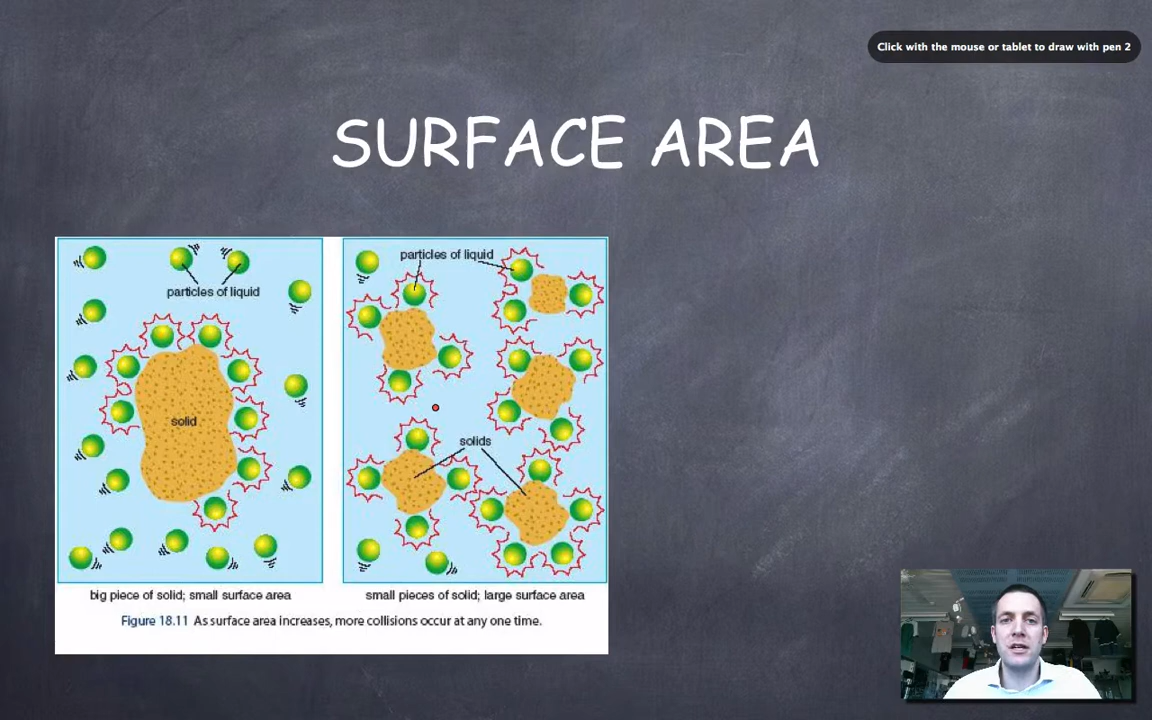 Click with the mouse or tablet to draw with pen 2
SURFACE AREA
particles of liquid
particles of liquid
solid
solids
big piece of solid; small surface area
small pieces of solid; large surface area
Figure 18.11 As surface area increases, more collisions occur at any one time.